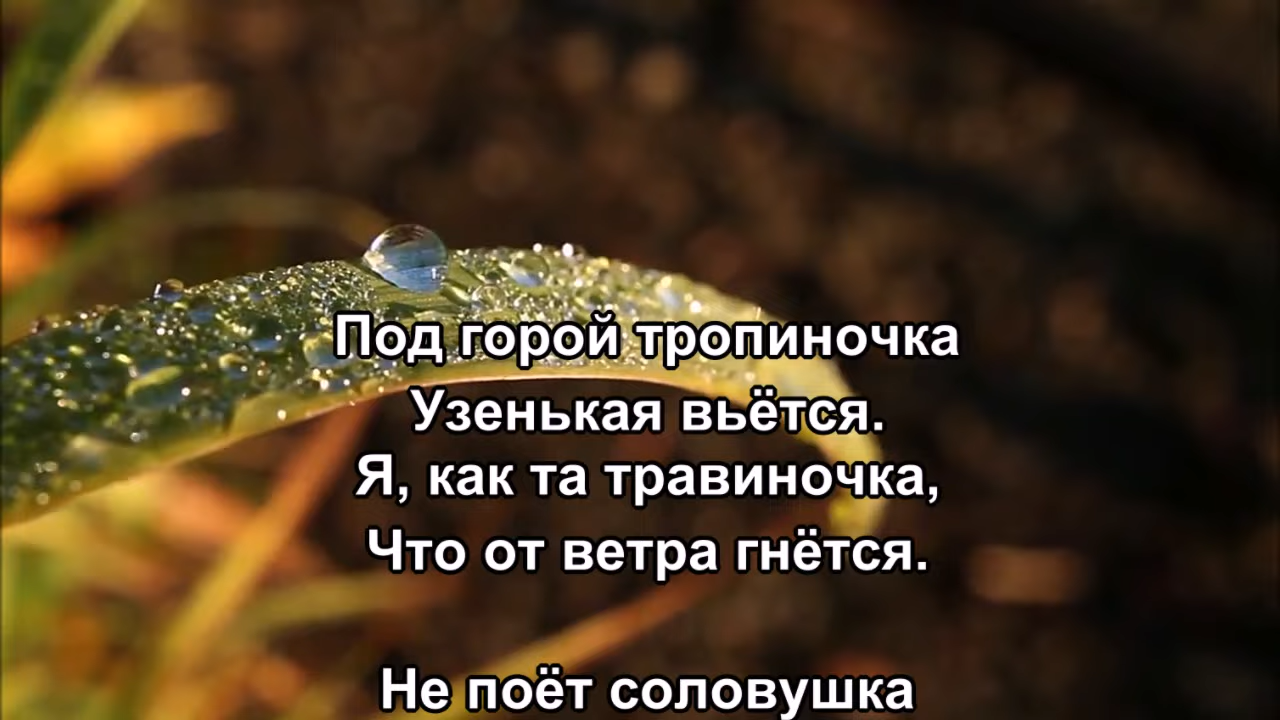 Под горой тропиночка
Узенькая вьётся.
Я, как та травиночка,
Что от ветра гнётся.
Не поёт соловушка